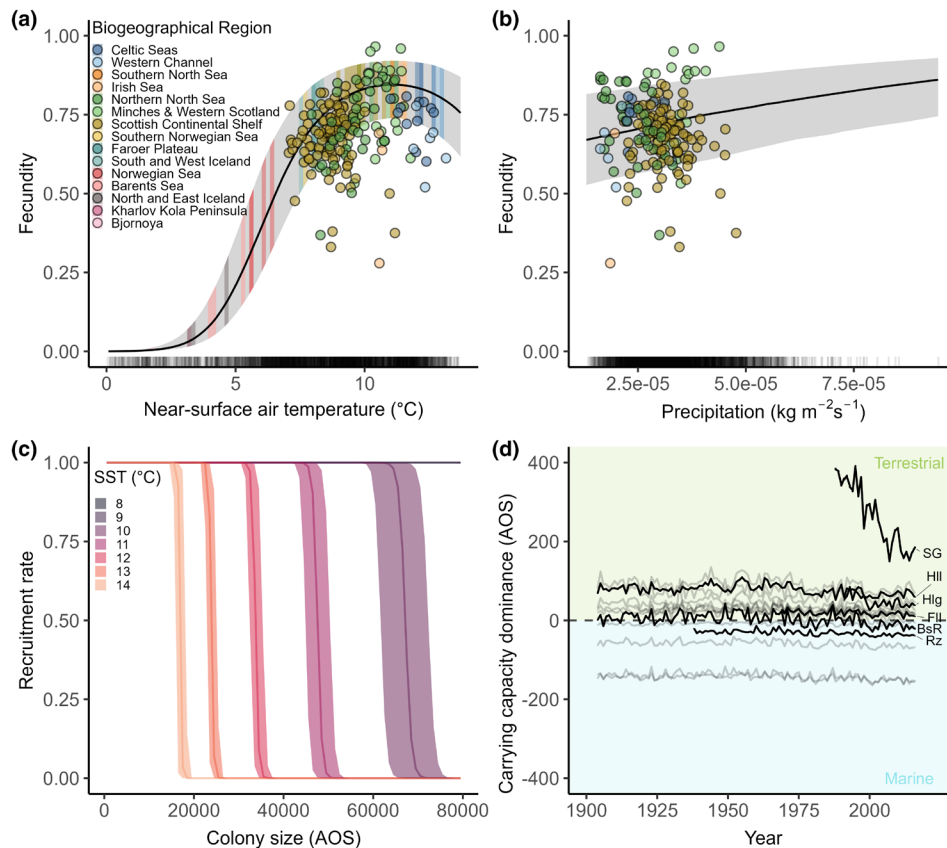 (a)
Biogeographical Region
Celtic Seas
Western Channel
Southern North Sea
Irish Sea
Northern North Sea
Minches & Western Scotland
Scottish Continental Shelf
Southern Norwegian Sea
Faroer Plateau
South and West Iceland
Norwegian Sea
Barents Sea
North and East Iceland
Kharlov Kola Peninsula
Bjornoya
1.00
0.75
0.50
0.25
0.00
Fecundity
0
5
10
Near-surface air temperature (°C)
(b)
1.00
0.75
0.50
0.25
0.00
Fecundity
2.5e-05
5.0e-05
7.5e-05
Precipitation (kg m−2s−1)
(c)
SST (°C)
8
9
10
11
12
13
14
1.00
0.75
0.50
0.25
0.00
Recruitment rate
0
20000
40000
60000
80000
Colony size (AOS)
(d)
Terrestrial
SG
Hll
Hlg
Fll
BsR
Rz
Marine
400
200
0
-200
-400
Carrying capacity dominance (AOS)
1900
1925
1950
1975
2000
Year